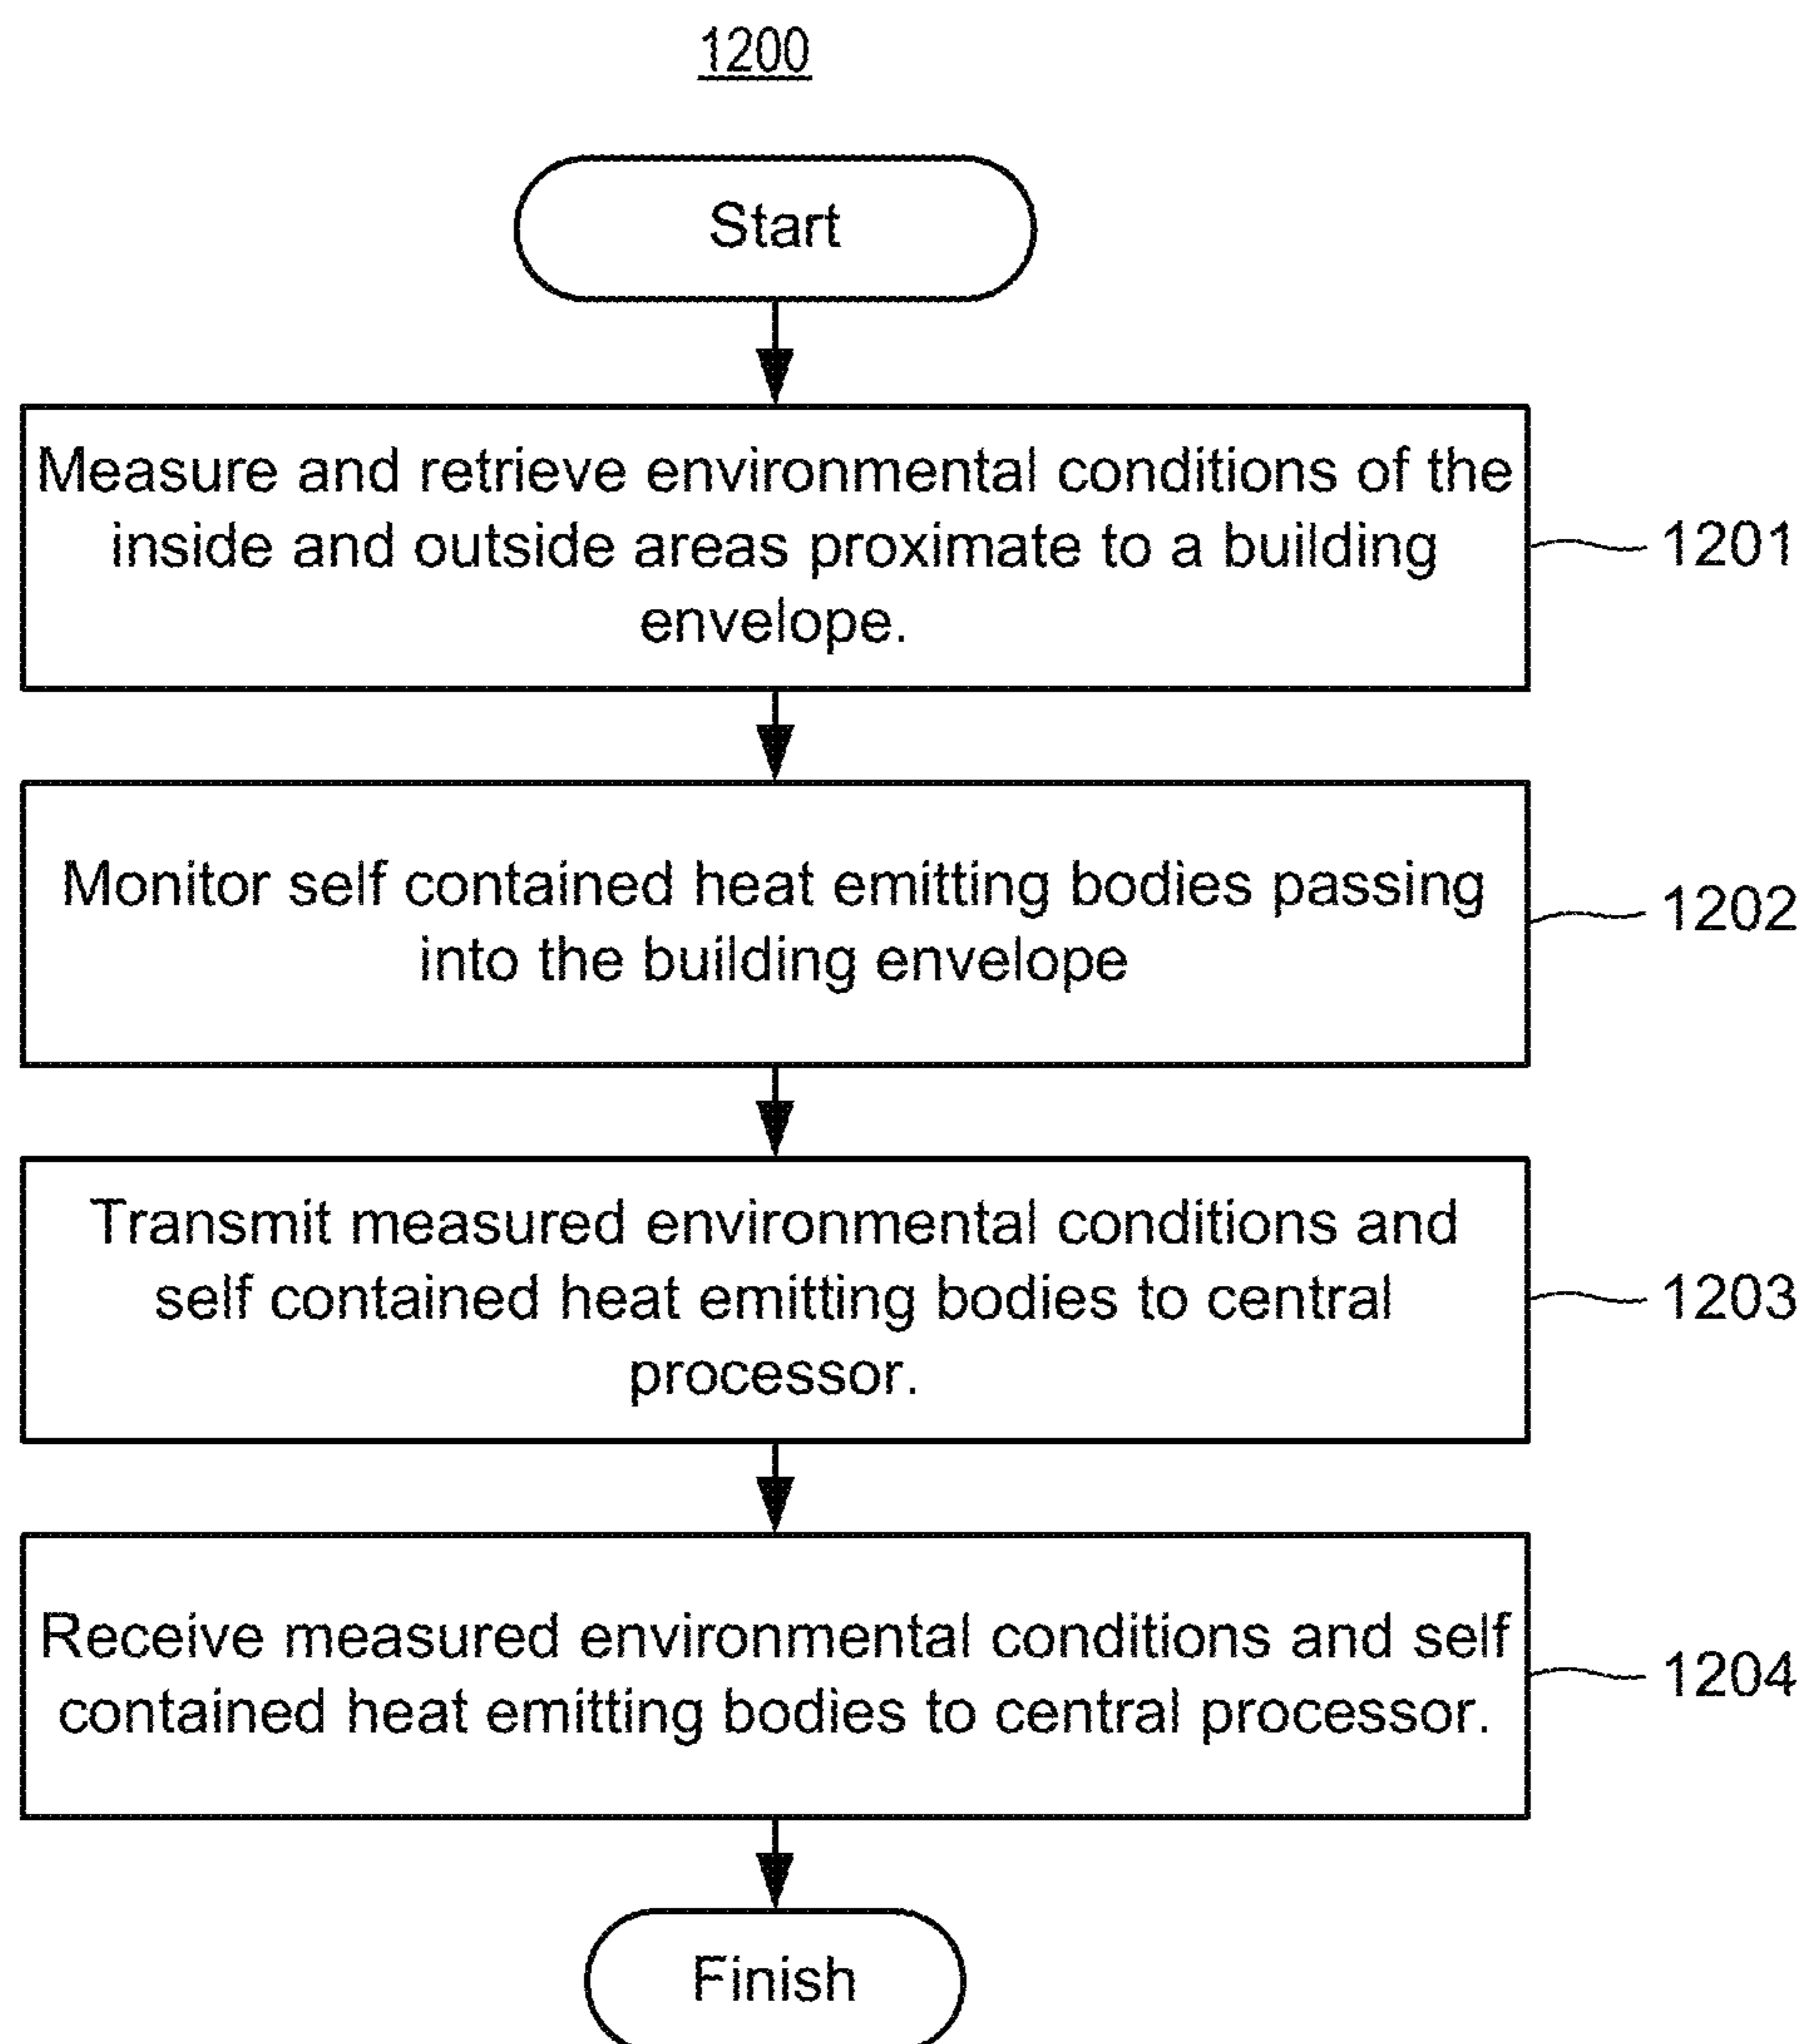 1200
Start
Measure and retrieve environmental conditions of the
inside and outside areas proximate to a building
envelope.
1201
Monitor self contained heat emitting bodies passing
into the building envelope
1202
Transmit measured environmental conditions and
self contained heat emitting bodies to central
processor.
1203
Receive measured environmental conditions and self
contained heat emitting bodies to central processor.
1204
Finish